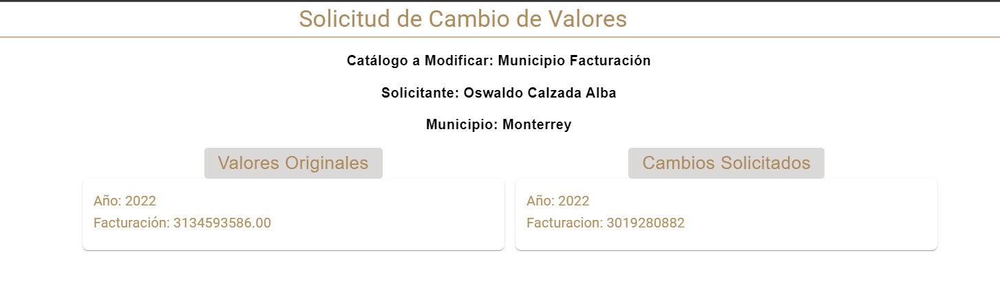 Solicitud de Cambio de Valores
Catálogo a Modificar: Municipio Facturación
Solicitante: Oswaldo Calzada Alba
Municipio: Monterrey
Valores Originales
Año: 2022
Facturación: 3134593586.00
Cambios Solicitados
Año: 2022
Facturacion: 3019280882